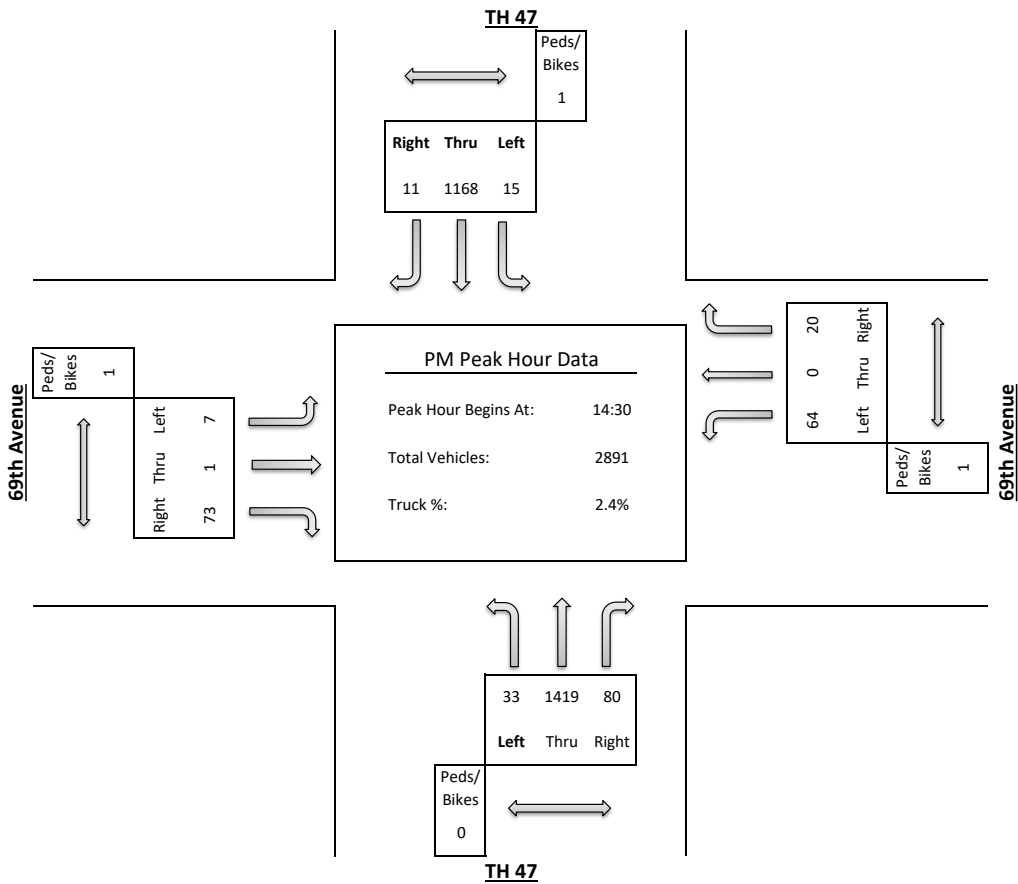 TH 47
Peds/
Bikes
1
Right Thru Left
11 1168 15
69th Avenue
Peds/
Bikes
1
Right Thru Left
73 1 7
PM Peak Hour Data
Peak Hour Begins At: 14:30
Total Vehicles: 2891
Truck %: 2.4%
64 0 20
Left Thru Right
Peds/
Bikes
1
69th Avenue
33 1419 80
Left Thru Right
Peds/
Bikes
0
TH 47